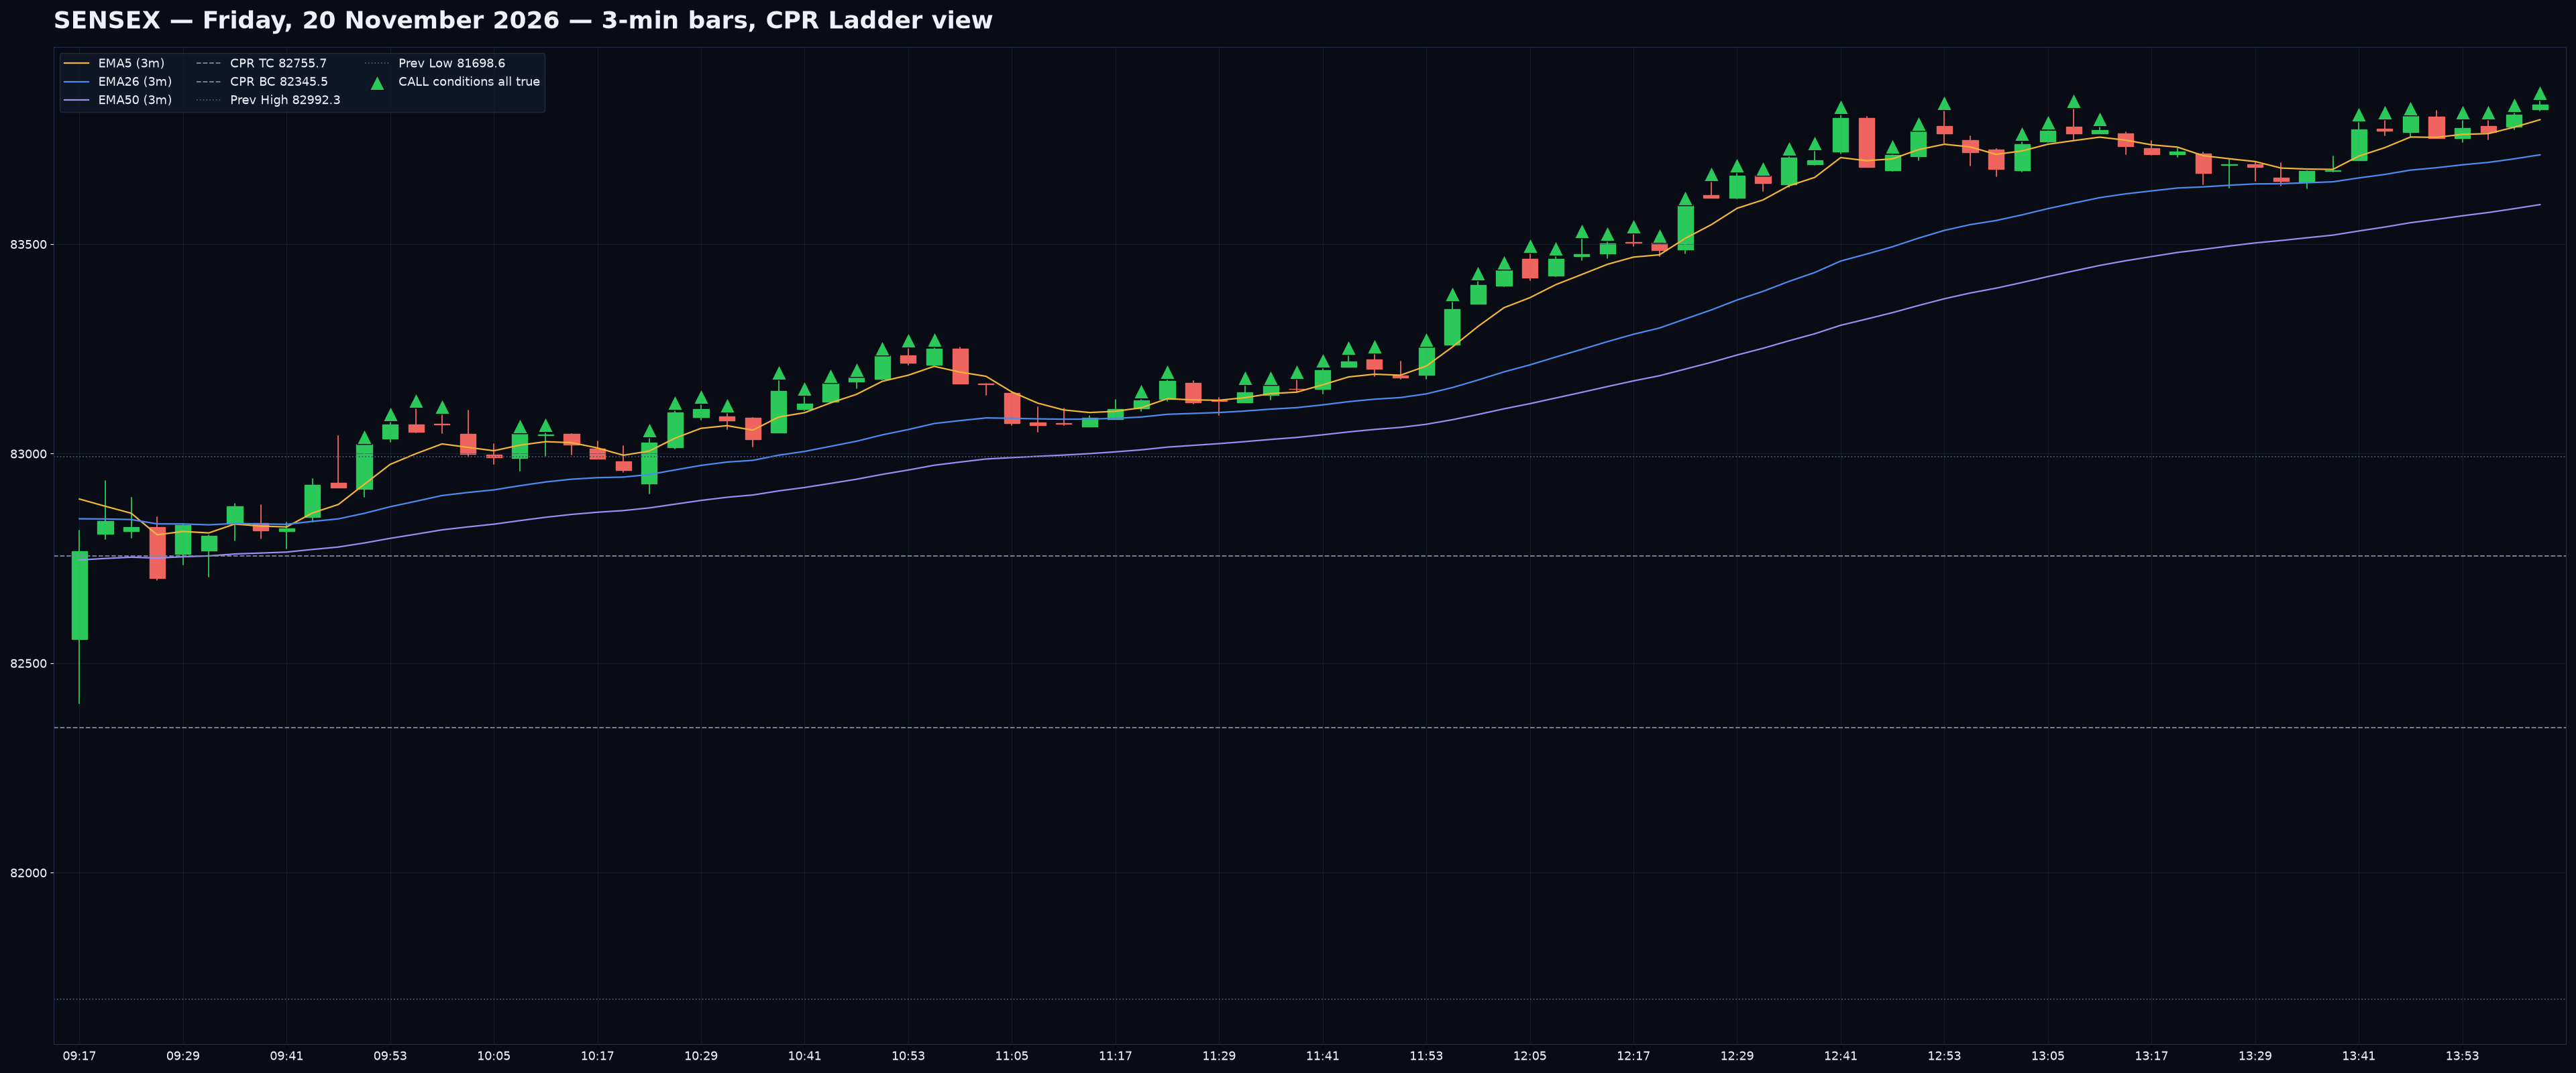 SENSEX — Friday, 20 November 2026 — 3-min bars, CPR Ladder view
EMA5 (3m)
EMA26 (3m)
EMA50 (3m)
CPR TC 82755.7
CPR BC 82345.5
Prev High 82992.3
Prev Low 81698.6
CALL conditions all true
83500
83000
82500
82000
09:17 09:29 09:41 09:53 10:05 10:17 10:29 10:41 10:53 11:05 11:17 11:29 11:41 11:53 12:05 12:17 12:29 12:41 12:53 13:05 13:17 13:29 13:41 13:53